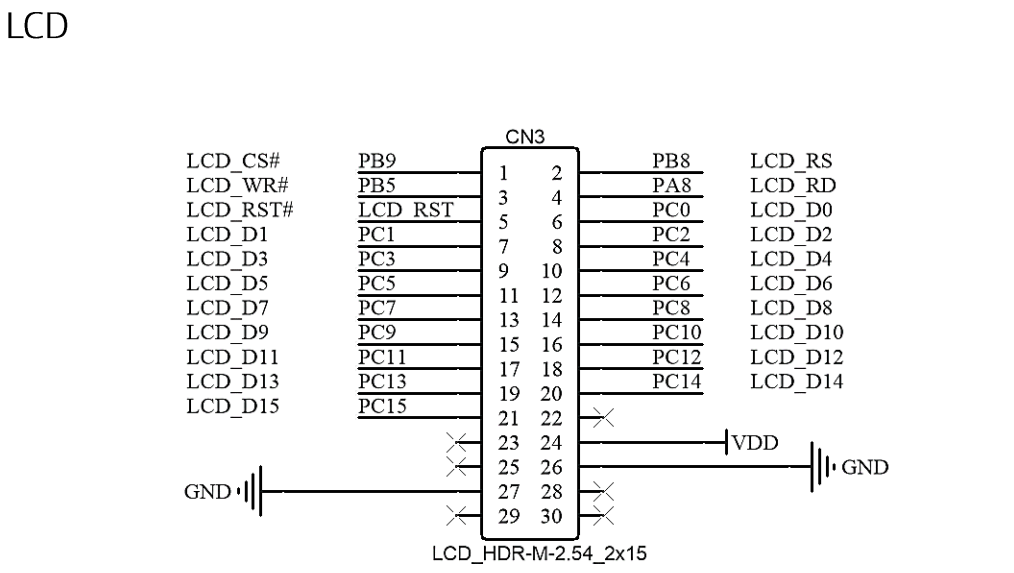 LCD
CN3
LCD_CS# PB9 1 2 PB8 LCD_RS
LCD_WR# PB5 3 4 PA8 LCD_RD
LCD_RST# LCD_RST 5 6 PC0 LCD_D0
LCD_D1 PC1 7 8 PC2 LCD_D2
LCD_D3 PC3 9 10 PC4 LCD_D4
LCD_D5 PC5 11 12 PC6 LCD_D6
LCD_D7 PC7 13 14 PC8 LCD_D8
LCD_D9 PC9 15 16 PC10 LCD_D10
LCD_D11 PC11 17 18 PC12 LCD_D12
LCD_D13 PC13 19 20 PC14 LCD_D14
LCD_D15 PC15 21 22
23 24 VDD
25 26 GND
GND 27 28
29 30
LCD_HDR-M-2.54_2x15